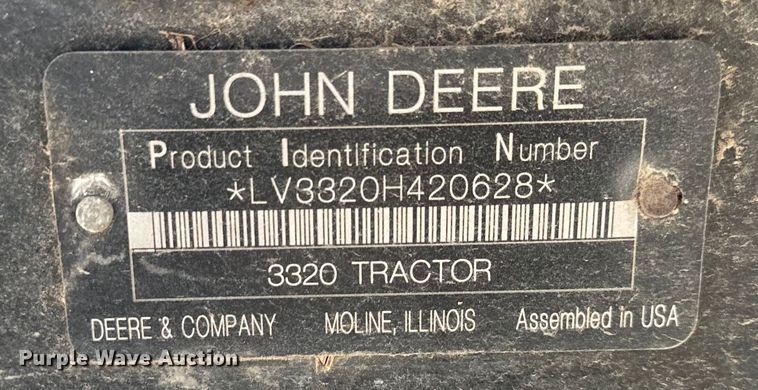 JOHN DEERE
Product Identification Number
*LV3320H420628*
3320 TRACTOR
DEERE & COMPANY MOLINE, ILLINOIS Assembled in USA
Purple Wave Auction